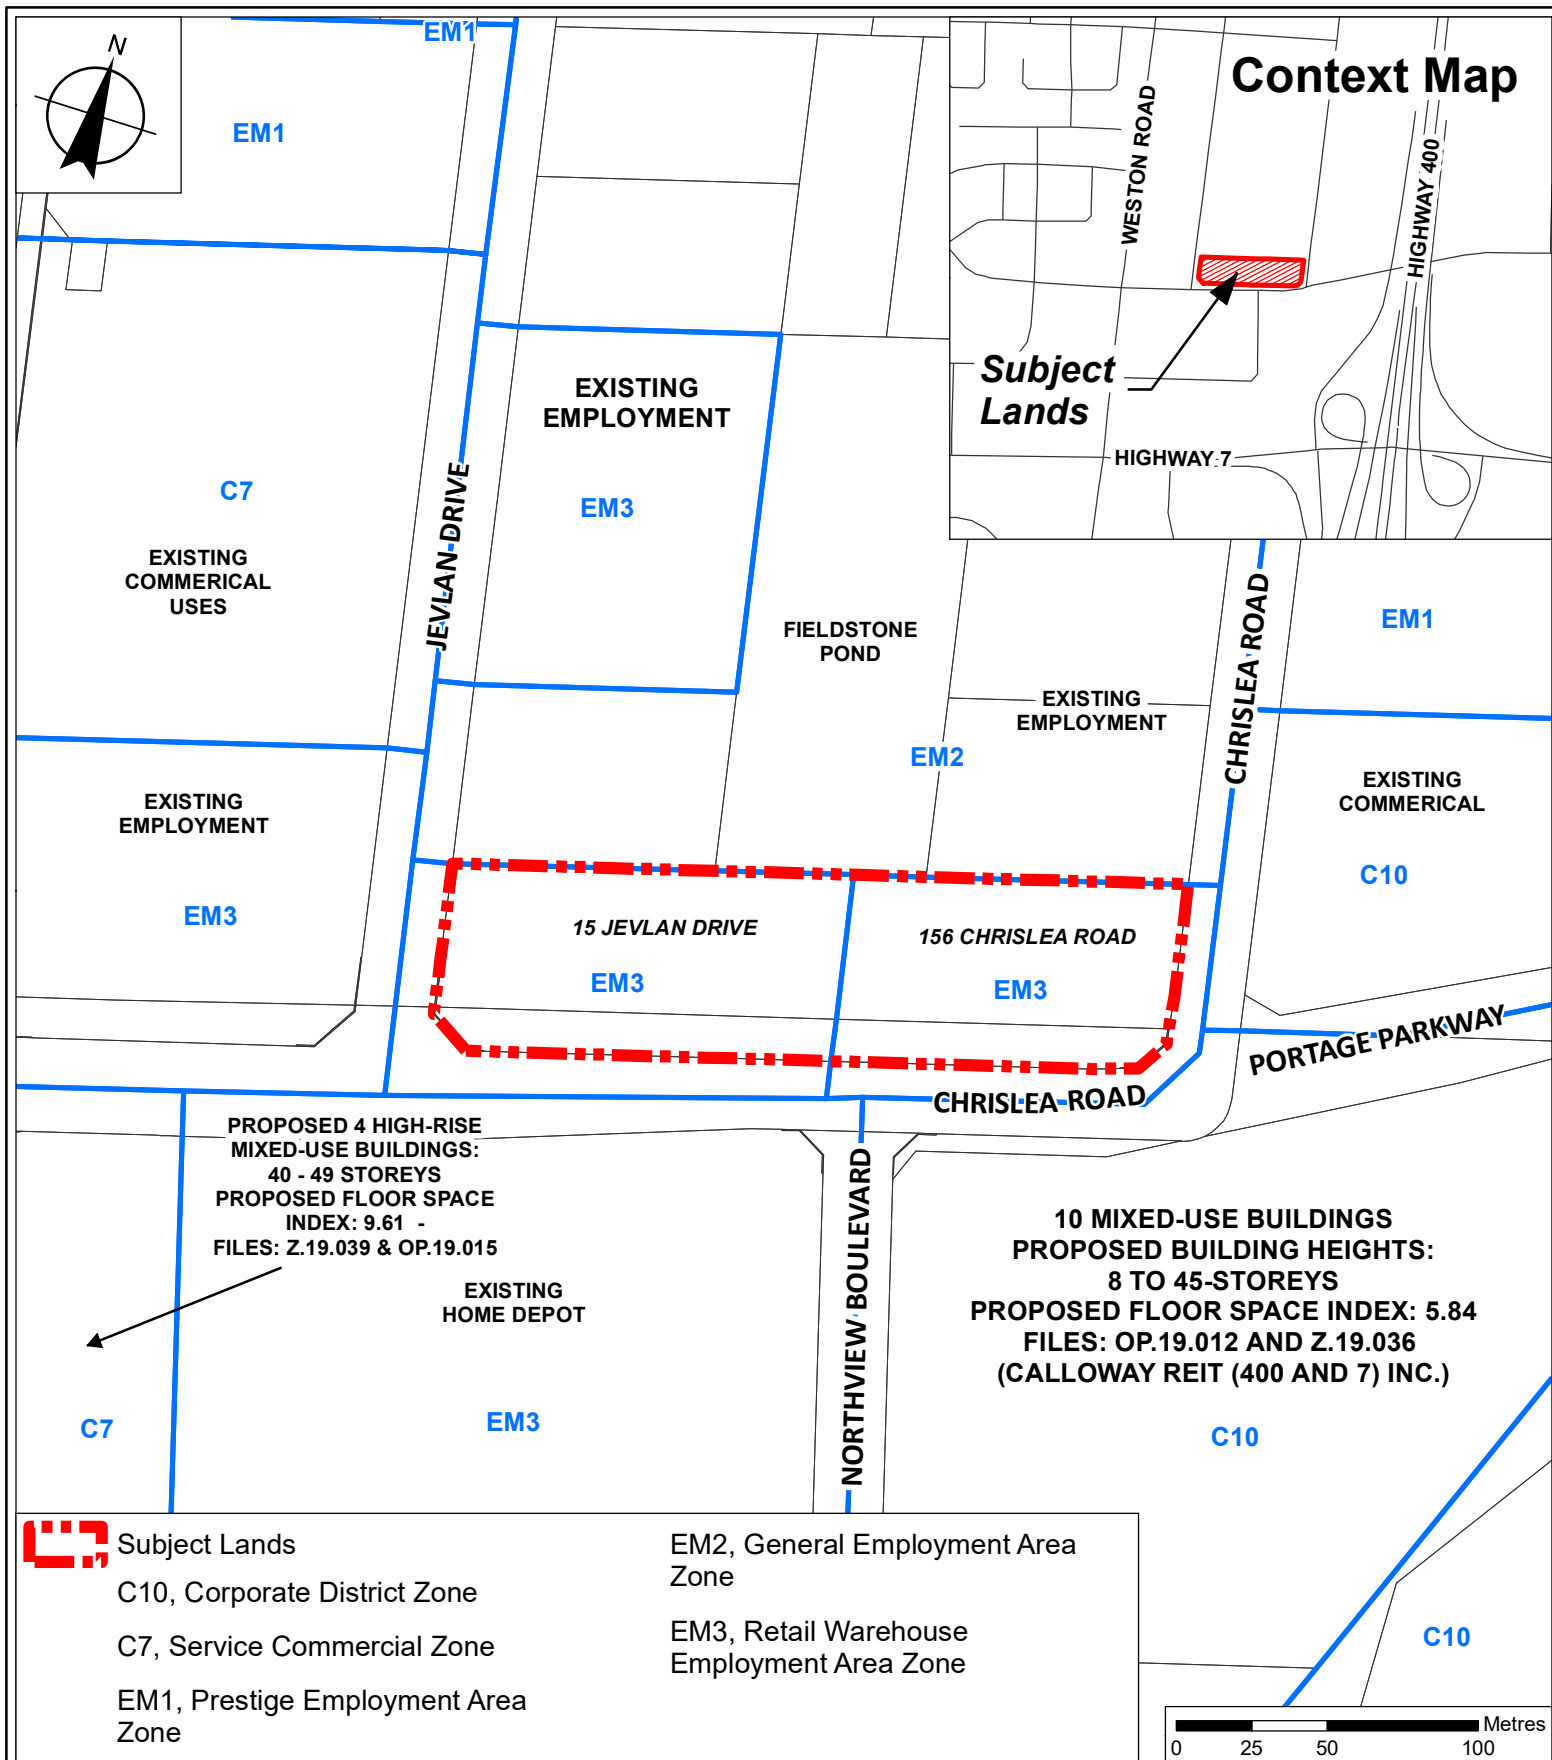 N
EM1
EM1
Context Map
WESTON ROAD
HIGHWAY 400
Subject
Lands
HIGHWAY 7
EXISTING
EMPLOYMENT
EM3
C7
EXISTING
COMMERICAL
USES
JEVLAN DRIVE
FIELDSTONE
POND
CHRISLEA ROAD
EM1
EXISTING
EMPLOYMENT
EM2
EXISTING
EMPLOYMENT
EM3
EXISTING
COMMERICAL
C10
15 JEVLAN DRIVE
EM3
156 CHRISLEA ROAD
EM3
PORTAGE PARKWAY
CHRISLEA ROAD
PROPOSED 4 HIGH-RISE
MIXED-USE BUILDINGS:
40 - 49 STOREYS
PROPOSED FLOOR SPACE
INDEX: 9.61 -
FILES: Z.19.039 & OP.19.015
EXISTING
HOME DEPOT
C7
EM3
NORTHVIEW BOULEVARD
10 MIXED-USE BUILDINGS
PROPOSED BUILDING HEIGHTS:
8 TO 45-STOREYS
PROPOSED FLOOR SPACE INDEX: 5.84
FILES: OP.19.012 AND Z.19.036
(CALLOWAY REIT (400 AND 7) INC.)
C10
C10
Subject Lands
C10, Corporate District Zone
C7, Service Commercial Zone
EM1, Prestige Employment Area
Zone
EM2, General Employment Area
Zone
EM3, Retail Warehouse
Employment Area Zone
Metres
0 25 50 100